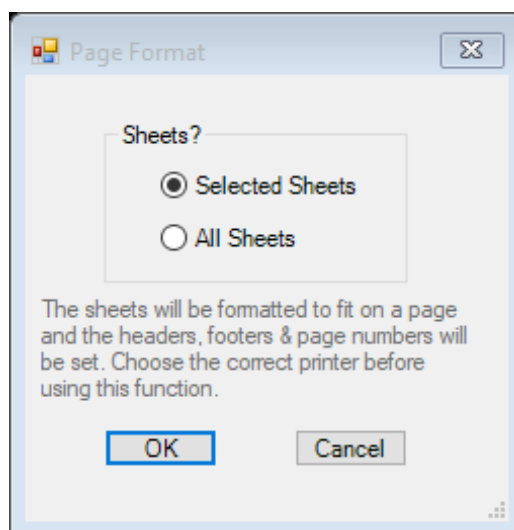 Page Format
Sheets?
Selected Sheets
All Sheets
The sheets will be formatted to fit on a page
and the headers, footers & page numbers will
be set. Choose the correct printer before
using this function.
OK
Cancel